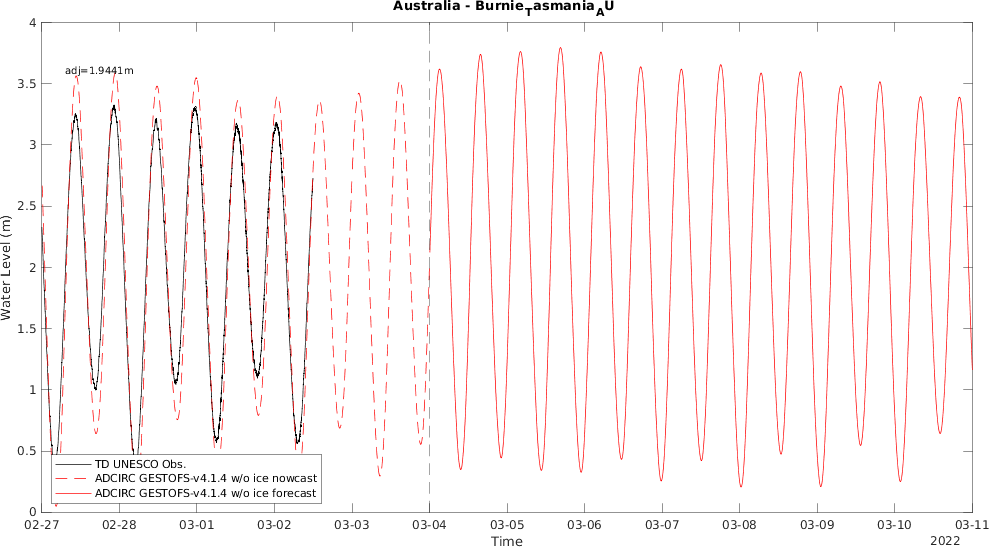 Australia - Burnie_Tasmania_AU
4
adj=1.9441m
3.5
3
2.5
2
1.5
1
0.5
0
Water Level (m)
TD UNESCO Obs.
ADCIRC GESTOFS-v4.1.4 w/o ice nowcast
ADCIRC GESTOFS-v4.1.4 w/o ice forecast
02-27 02-28 03-01 03-02 03-03 03-04 03-05 03-06 03-07 03-08 03-09 03-10 03-11
Time
2022